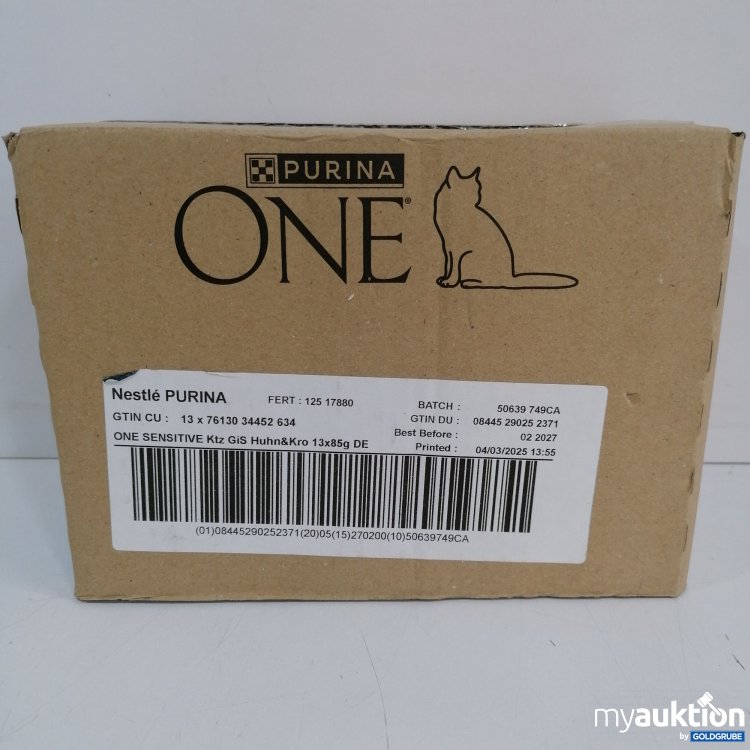 PURINA
ONE®
Nestlé PURINA FERT : 125 17880 BATCH : 50639 749CA
GTIN CU : 13 x 76130 34452 634 GTIN DU : 08445 29025 2371
Best Before : 02 2027
ONE SENSITIVE Ktz GiS Huhn&Kro 13x85g DE Printed : 04/03/2025 13:55
(01)08445290252371(20)05(15)270200(10)50639749CA
myauktion
by GOLDGRUBE